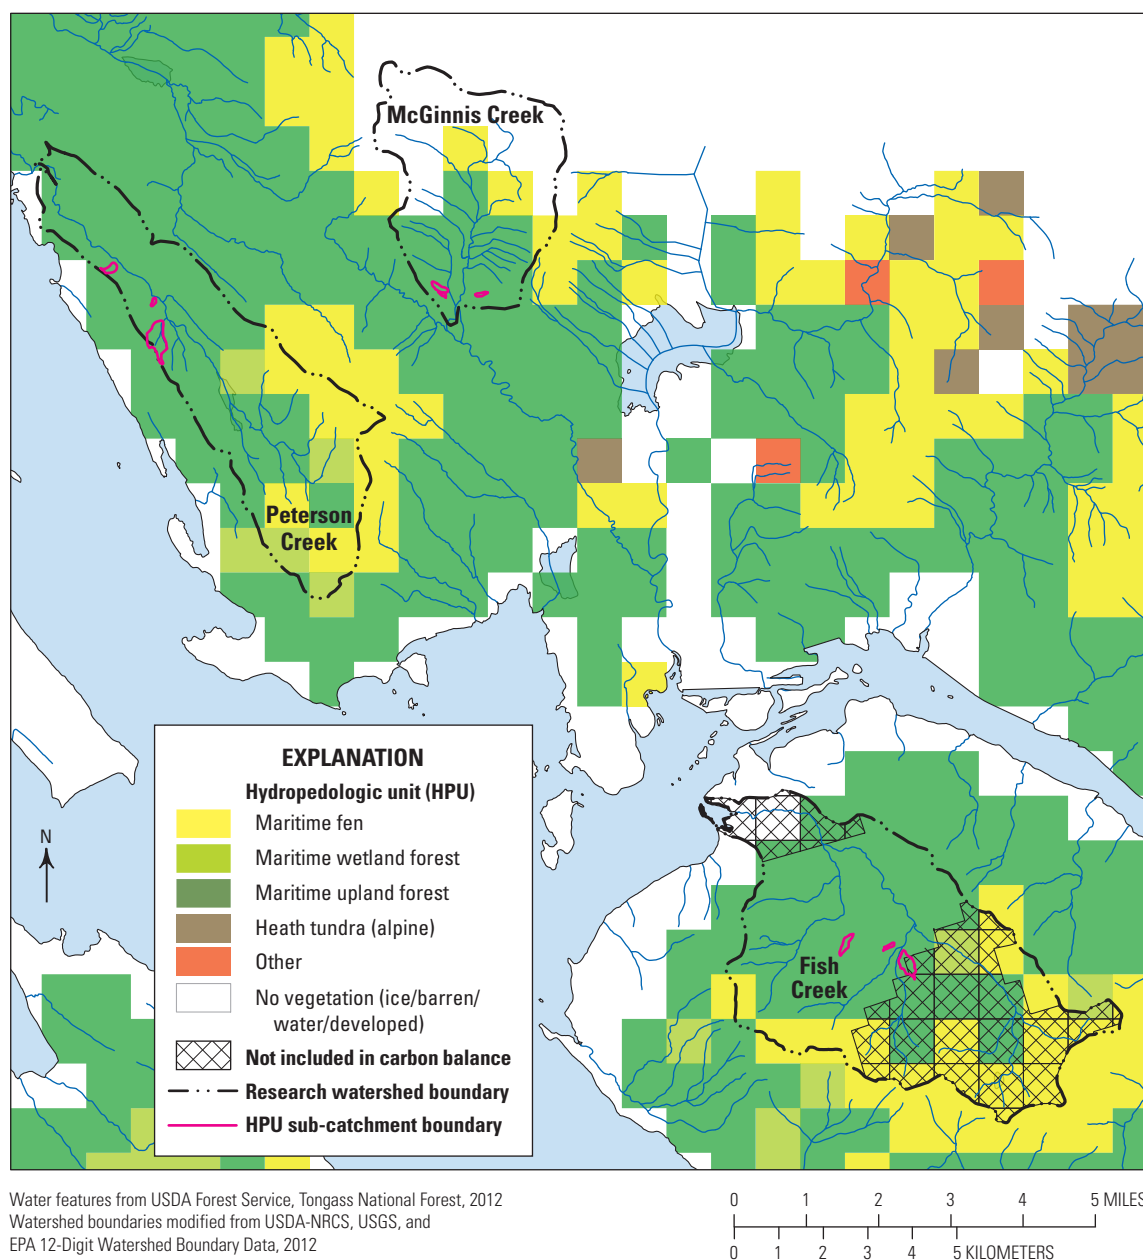 McGinnis Creek
Peterson
Creek
Fish
Creek
N
EXPLANATION
Hydropedologic unit (HPU)
Maritime fen
Maritime wetland forest
Maritime upland forest
Heath tundra (alpine)
Other
No vegetation (ice/barren/
water/developed)
Not included in carbon balance
Research watershed boundary
HPU sub-catchment boundary
Water features from USDA Forest Service, Tongass National Forest, 2012
Watershed boundaries modified from USDA-NRCS, USGS, and
EPA 12-Digit Watershed Boundary Data, 2012
0 1 2 3 4 5 MILES
0 1 2 3 4 5 KILOMETERS